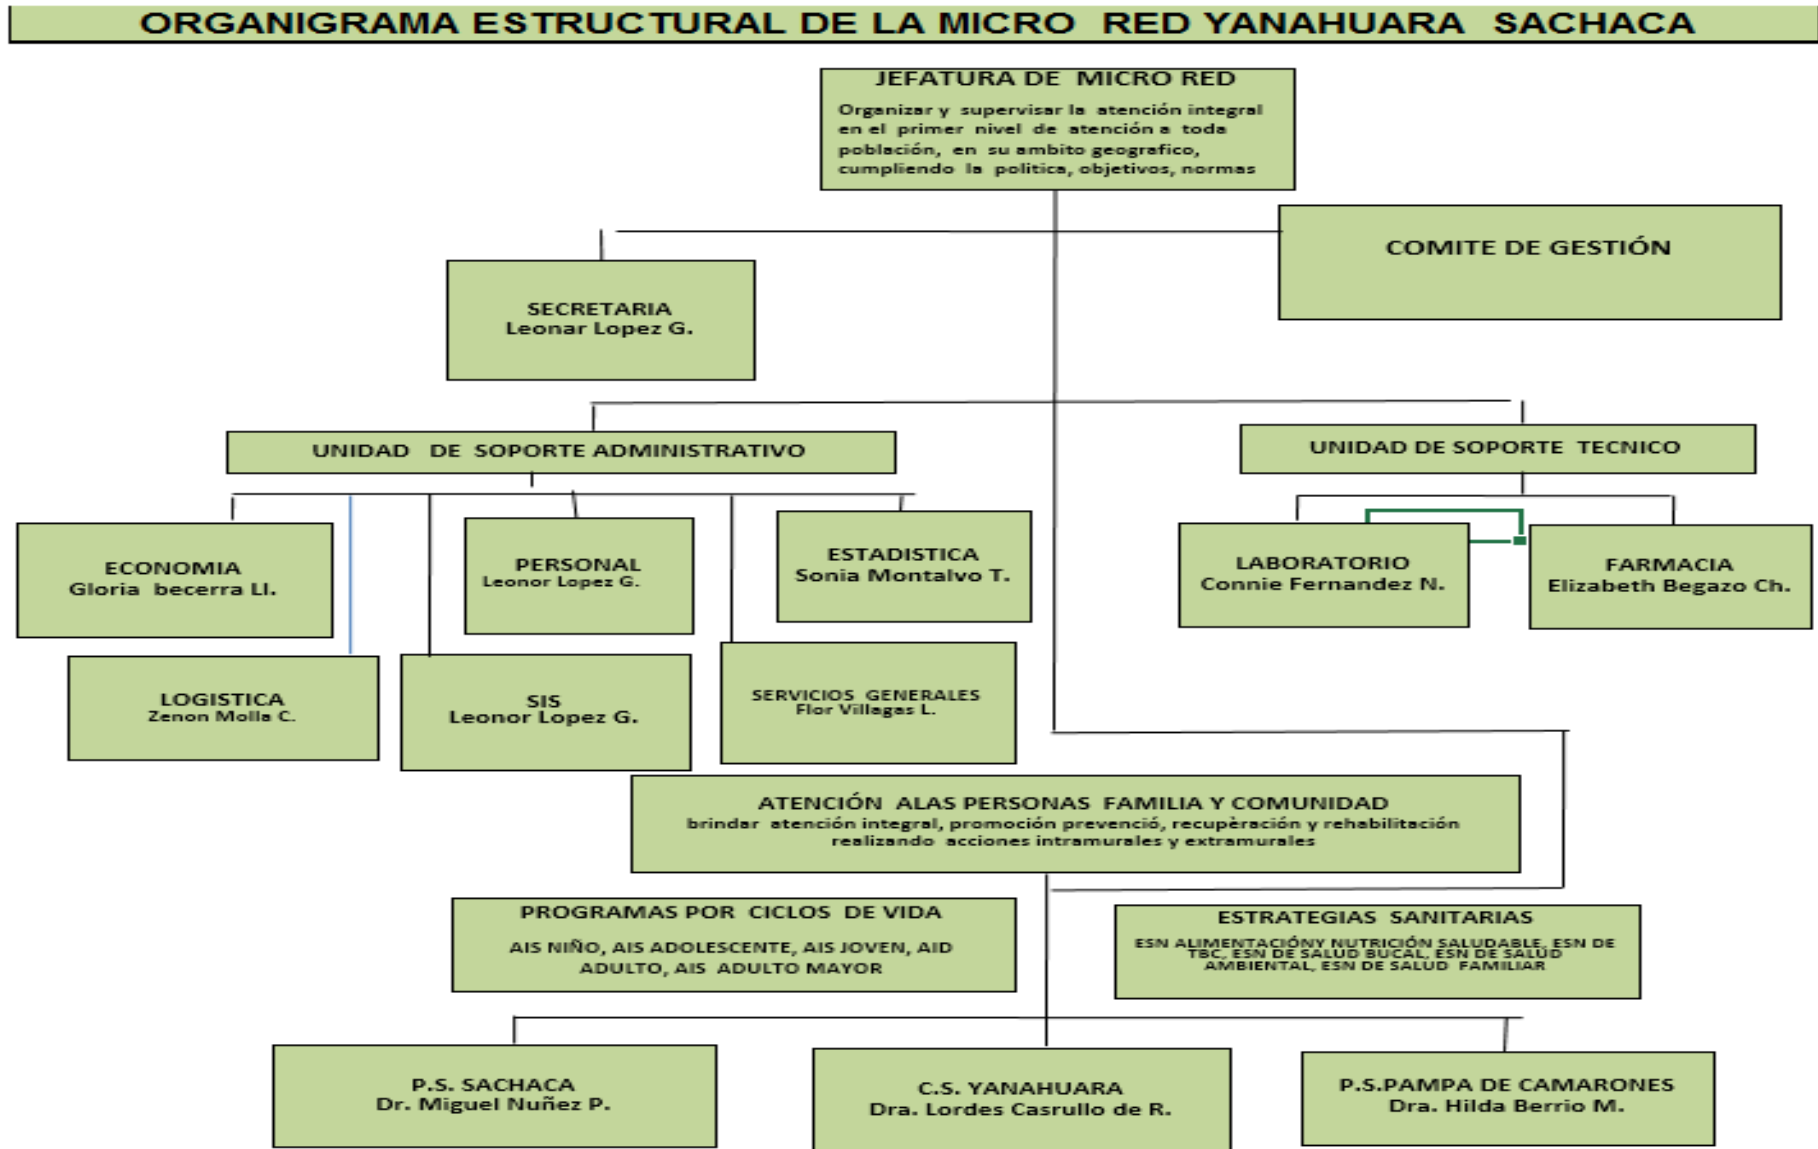 ORGANIGRAMA ESTRUCTURAL DE LA MICRO RED YANAHUARA SACHACA
JEFATURA DE MICRO RED
Organizar y supervisar la atención integral
en el primer nivel de atención a toda
población, en su ambito geografico,
cumpliendo la politica, objetivos, normas
COMITE DE GESTIÓN
SECRETARIA
Leonar Lopez G.
UNIDAD DE SOPORTE ADMINISTRATIVO
UNIDAD DE SOPORTE TECNICO
ECONOMIA
Gloria becerra Ll.
PERSONAL
Leonor Lopez G.
ESTADISTICA
Sonia Montalvo T.
LABORATORIO
Connie Fernandez N.
FARMACIA
Elizabeth Begazo Ch.
LOGISTICA
Zenon Molla C.
SIS
Leonor Lopez G.
SERVICIOS GENERALES
Flor Villagas L.
ATENCIÓN ALAS PERSONAS FAMILIA Y COMUNIDAD
brindar atención integral, promoción prevenció, recupèración y rehabilitación
realizando acciones intramurales y extramurales
PROGRAMAS POR CICLOS DE VIDA
AIS NIÑO, AIS ADOLESCENTE, AIS JOVEN, AID
ADULTO, AIS ADULTO MAYOR
ESTRATEGIAS SANITARIAS
ESN ALIMENTACIÓNY NUTRICIÓN SALUDABLE, ESN DE
TBC, ESN DE SALUD BUCAL, ESN DE SALUD
AMBIENTAL, ESN DE SALUD FAMILIAR
P.S. SACHACA
Dr. Miguel Nuñez P.
C.S. YANAHUARA
Dra. Lordes Casrullo de R.
P.S.PAMPA DE CAMARONES
Dra. Hilda Berrio M.